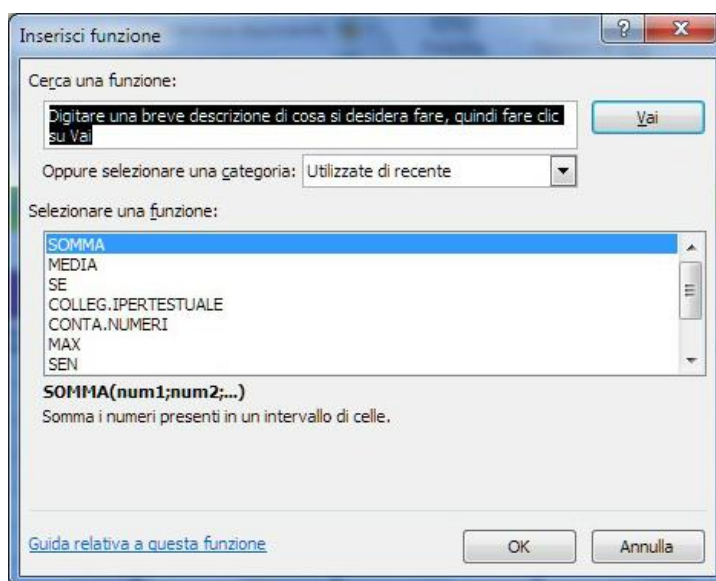 Inserisci funzione
Cerca una funzione:
Digitare una breve descrizione di cosa si desidera fare, quindi fare clic
su Vai
Vai
Oppure selezionare una categoria: Utilizzate di recente
Selezionare una funzione:
SOMMA
MEDIA
SE
COLLEG.IPERTESTUALE
CONTA.NUMERI
MAX
SEN
SOMMA(num1;num2;...)
Somma i numeri presenti in un intervallo di celle.
Guida relativa a questa funzione
OK
Annulla